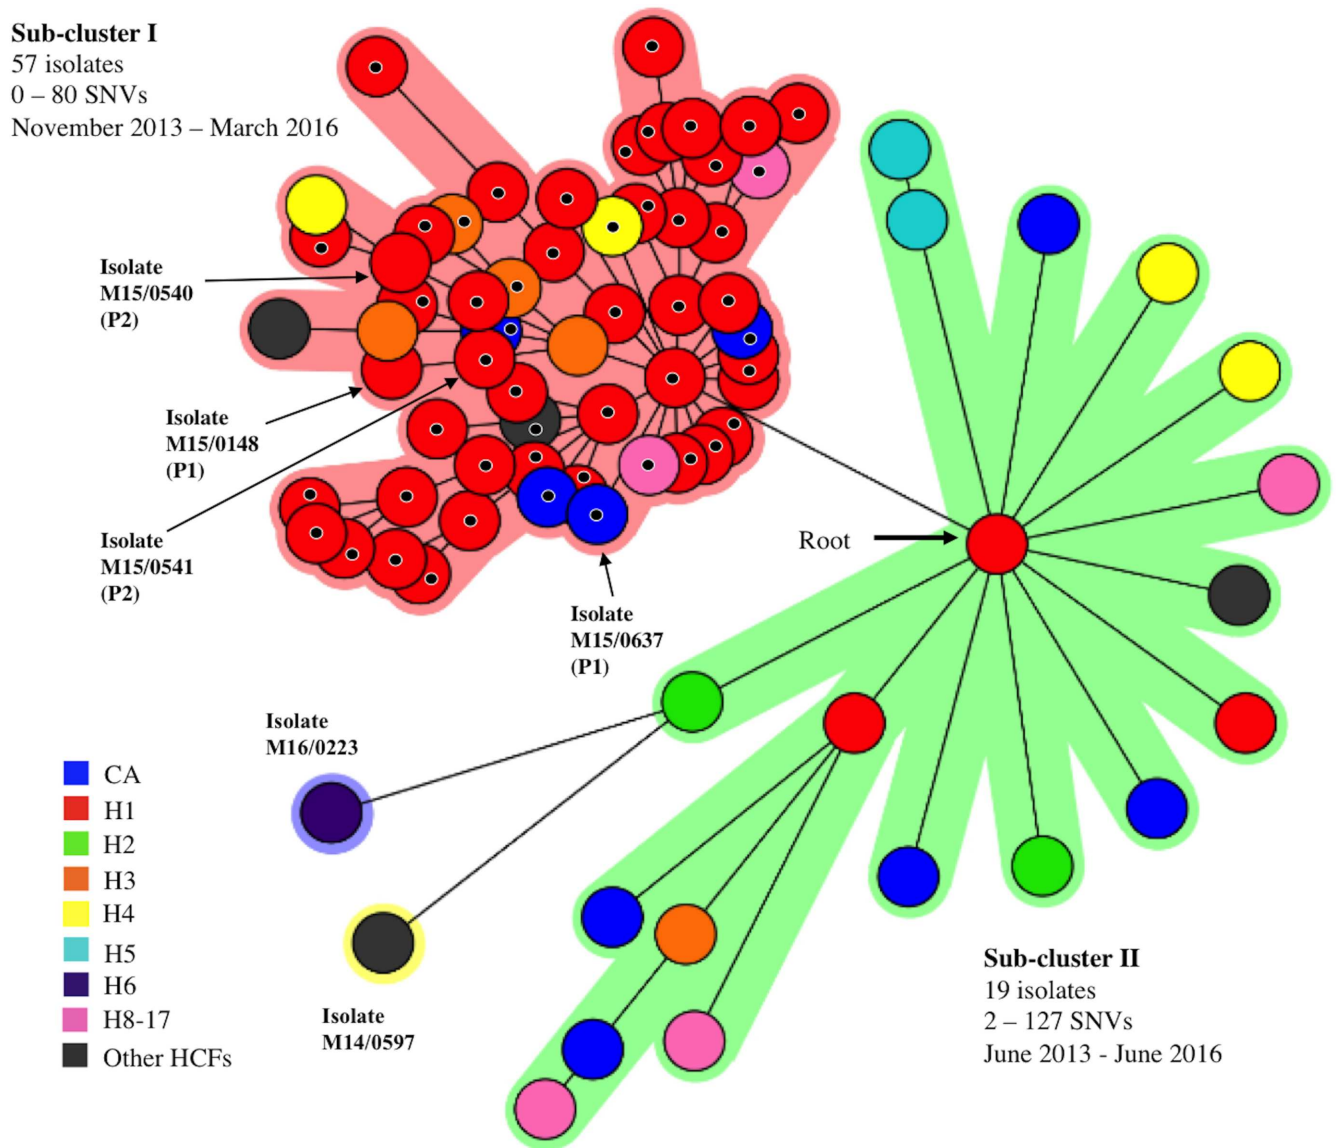 Sub-cluster I
57 isolates
0 – 80 SNVs
November 2013 – March 2016
Isolate
M15/0540
(P2)
Isolate
M15/0148
(P1)
Isolate
M15/0541
(P2)
Isolate
M15/0637
(P1)
Root
Isolate
M16/0223
Isolate
M14/0597
CA
H1
H2
H3
H4
H5
H6
H8-17
Other HCFs
Sub-cluster II
19 isolates
2 – 127 SNVs
June 2013 - June 2016